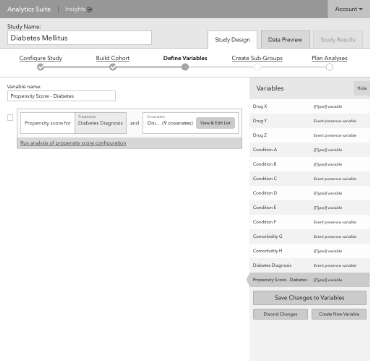 Analytics Suite | Insights
Account
Study Name:
Diabetes Mellitus
Study Design
Data Preview
Study Results
Configure Study
Build Cohort
Define Variables
Create Sub-Groups
Plan Analyses
Variable name:
Propensity Score - Diabetes
Propensity score for
Diabetes Diagnosis
and
Covariates
Dru... (9 covariates)
View & Edit List
Run analysis of propensity score configuration
Variables
Hide
Drug X
[Type] variable
Drug Y
Event presence variable
Drug Z
Event presence variable
Condition A
[Type] variable
Condition B
[Type] variable
Condition C
[Type] variable
Condition D
[Type] variable
Condition E
[Type] variable
Condition F
Event presence variable
Comorbidity G
Event presence variable
Comorbidity H
[Type] variable
Diabetes Diagnosis
Event presence variable
Propensity Score - Diabetes
[Type] variable
Save Changes to Variables
Discard Changes
Create New Variable